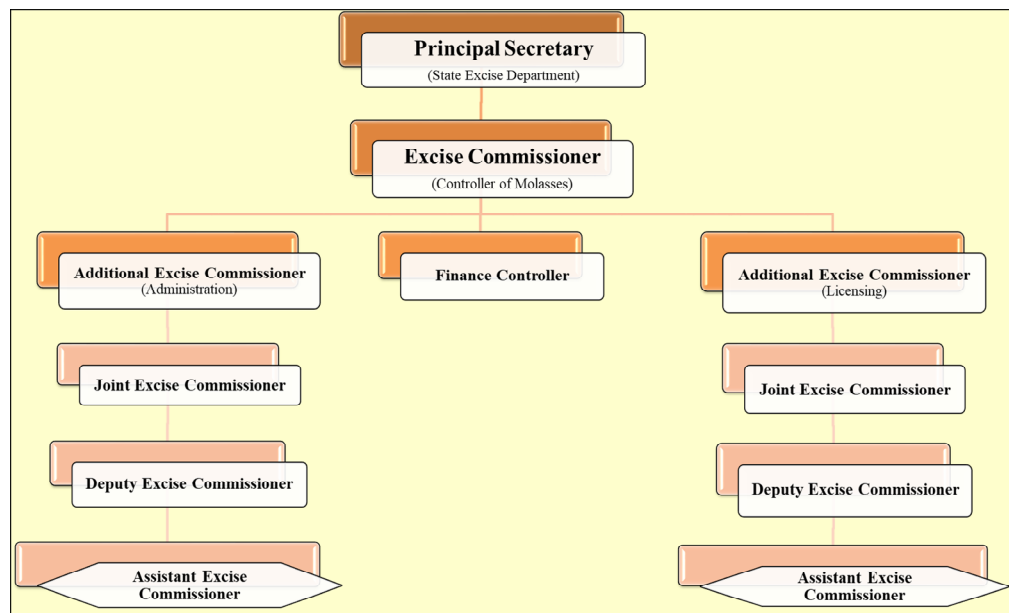 Principal Secretary
(State Excise Department)
Excise Commissioner
(Controller of Molasses)
Additional Excise Commissioner
(Administration)
Finance Controller
Additional Excise Commissioner
(Licensing)
Joint Excise Commissioner
Joint Excise Commissioner
Deputy Excise Commissioner
Deputy Excise Commissioner
Assistant Excise
Commissioner
Assistant Excise
Commissioner